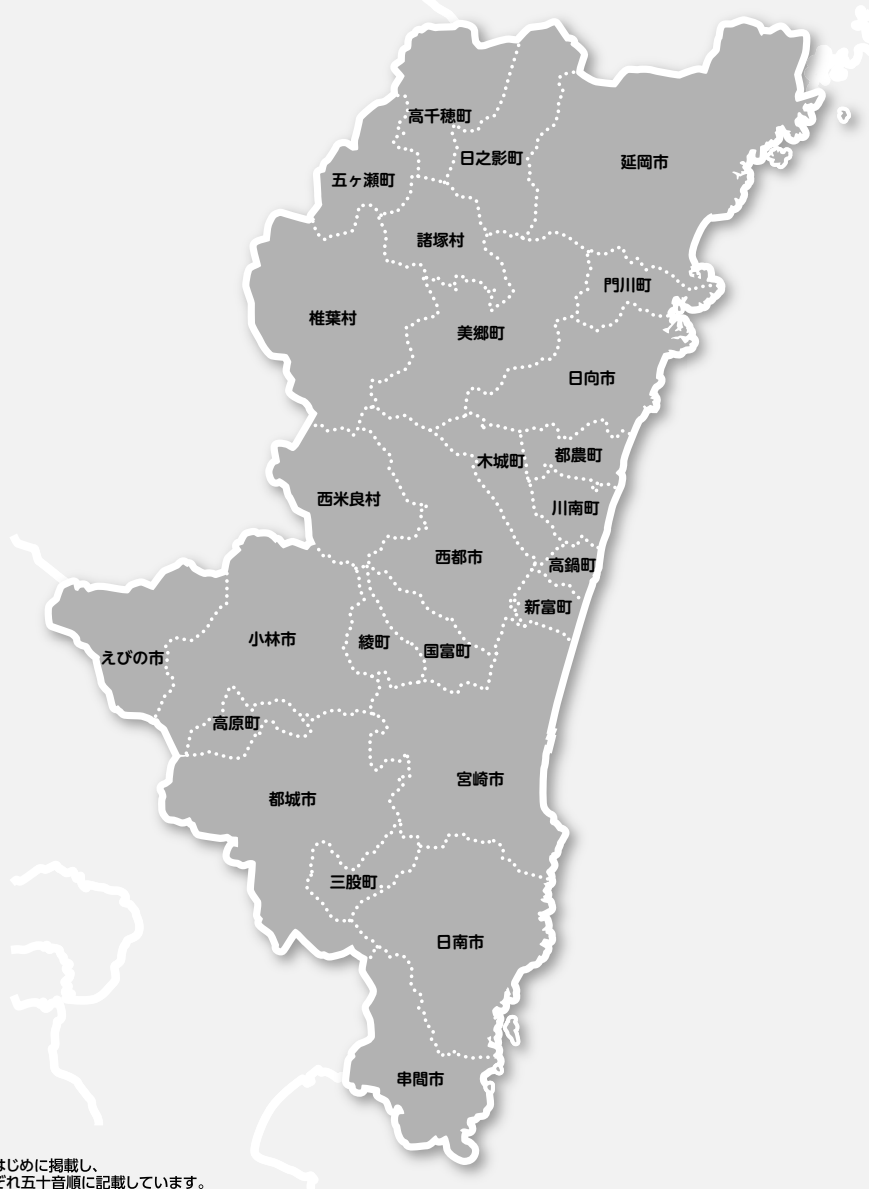 高千穂町
日之影町
延岡市
五ヶ瀬町
諸塚村
門川町
椎葉村
美郷町
日向市
木城町
都農町
西米良村
川南町
西都市
高鍋町
新富町
小林市
綾町
国富町
えびの市
高原町
宮崎市
都城市
三股町
日南市
串間市
はじめに掲載し、
ぞれ五十音順に記載しています。